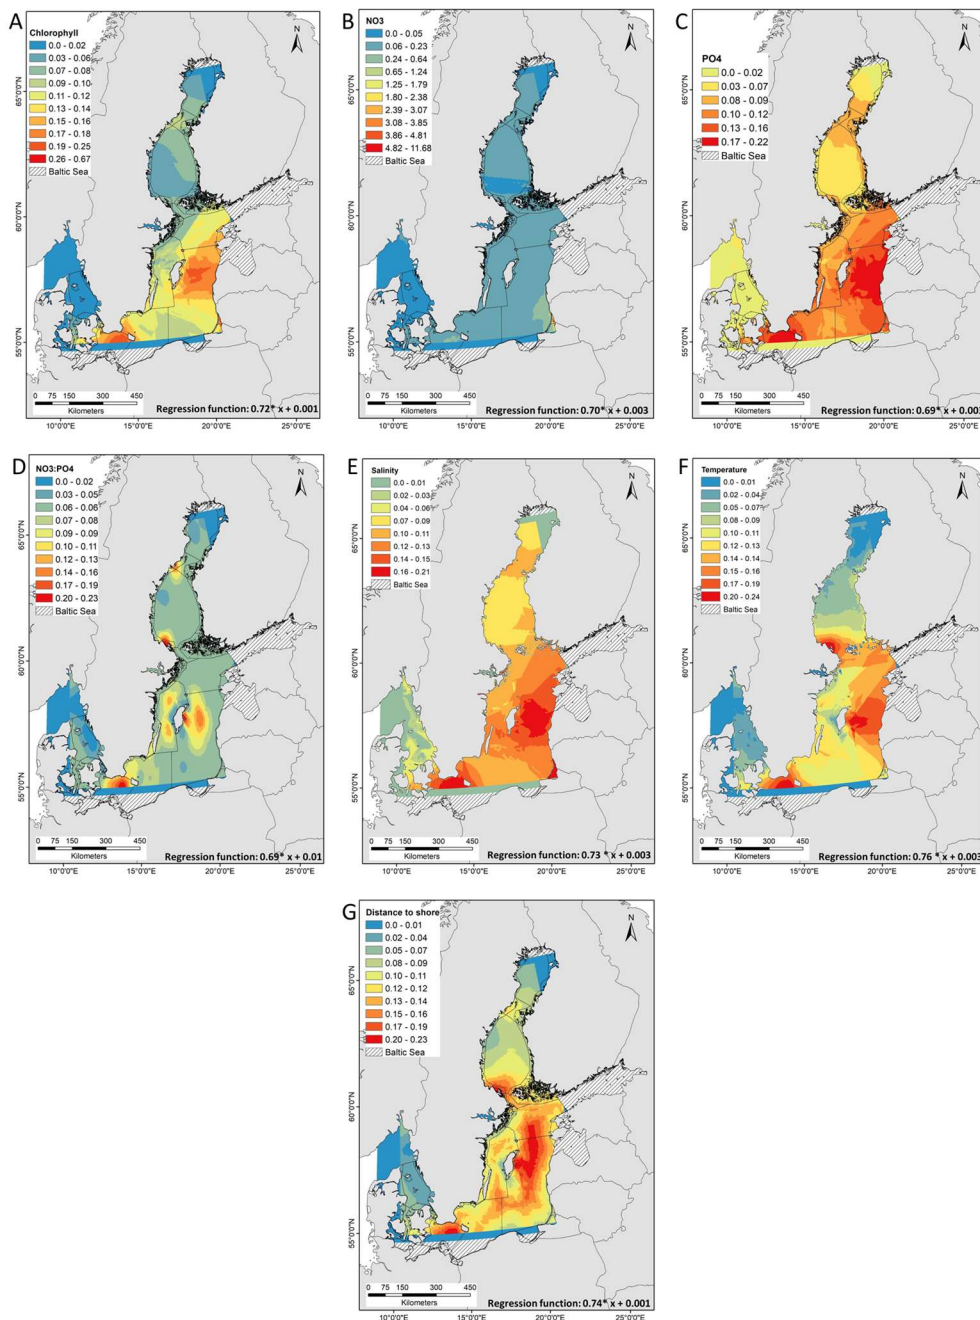 A
Chlorophyll
0.0 - 0.02
0.03 - 0.06
0.07 - 0.08
0.09 - 0.10
0.11 - 0.12
0.13 - 0.14
0.15 - 0.16
0.17 - 0.18
0.19 - 0.25
0.26 - 0.67
Baltic Sea
N
65°0'0"N
60°0'0"N
55°0'0"N
0 75 150 300 450
Kilometers
Regression function: 0.72* x + 0.001
10°0'0"E 15°0'0"E 20°0'0"E 25°0'0"E
B
NO3
0.0 - 0.05
0.06 - 0.23
0.24 - 0.64
0.65 - 1.24
1.25 - 1.79
1.80 - 2.38
2.39 - 3.07
3.08 - 3.85
3.86 - 4.81
4.82 - 11.68
Baltic Sea
N
65°0'0"N
60°0'0"N
55°0'0"N
0 75 150 300 450
Kilometers
Regression function: 0.70* x + 0.003
10°0'0"E 15°0'0"E 20°0'0"E 25°0'0"E
C
PO4
0.0 - 0.02
0.03 - 0.07
0.08 - 0.09
0.10 - 0.12
0.13 - 0.16
0.17 - 0.22
Baltic Sea
N
65°0'0"N
60°0'0"N
55°0'0"N
0 75 150 300 450
Kilometers
Regression function: 0.69* x +
10°0'0"E 15°0'0"E 20°0'0"E 25°0'0"E
D
NO3:PO4
0.0 - 0.02
0.03 - 0.05
0.06 - 0.06
0.07 - 0.08
0.09 - 0.09
0.10 - 0.11
0.12 - 0.13
0.14 - 0.16
0.17 - 0.19
0.20 - 0.23
Baltic Sea
N
65°0'0"N
60°0'0"N
55°0'0"N
0 75 150 300 450
Kilometers
Regression function: 0.69* x + 0.01
10°0'0"E 15°0'0"E 20°0'0"E 25°0'0"E
E
Salinity
0.0 - 0.01
0.02 - 0.03
0.04 - 0.06
0.07 - 0.09
0.10 - 0.11
0.12 - 0.13
0.14 - 0.15
0.16 - 0.21
Baltic Sea
N
65°0'0"N
60°0'0"N
55°0'0"N
0 75 150 300 450
Kilometers
Regression function: 0.73 * x + 0.003
10°0'0"E 15°0'0"E 20°0'0"E 25°0'0"E
F
Temperature
0.0 - 0.01
0.02 - 0.04
0.05 - 0.07
0.08 - 0.09
0.10 - 0.11
0.12 - 0.13
0.14 - 0.14
0.15 - 0.16
0.17 - 0.19
0.20 - 0.24
Baltic Sea
N
65°0'0"N
60°0'0"N
55°0'0"N
0 75 150 300 450
Kilometers
Regression function: 0.76 * x + 0.003
10°0'0"E 15°0'0"E 20°0'0"E 25°0'0"E
G
Distance to shore
0.0 - 0.01
0.02 - 0.04
0.05 - 0.07
0.08 - 0.09
0.10 - 0.11
0.12 - 0.12
0.13 - 0.14
0.15 - 0.16
0.17 - 0.19
0.20 - 0.23
Baltic Sea
N
65°0'0"N
60°0'0"N
55°0'0"N
0 75 150 300 450
Kilometers
Regression function: 0.74* x + 0.001
10°0'0"E 15°0'0"E 20°0'0"E 25°0'0"E